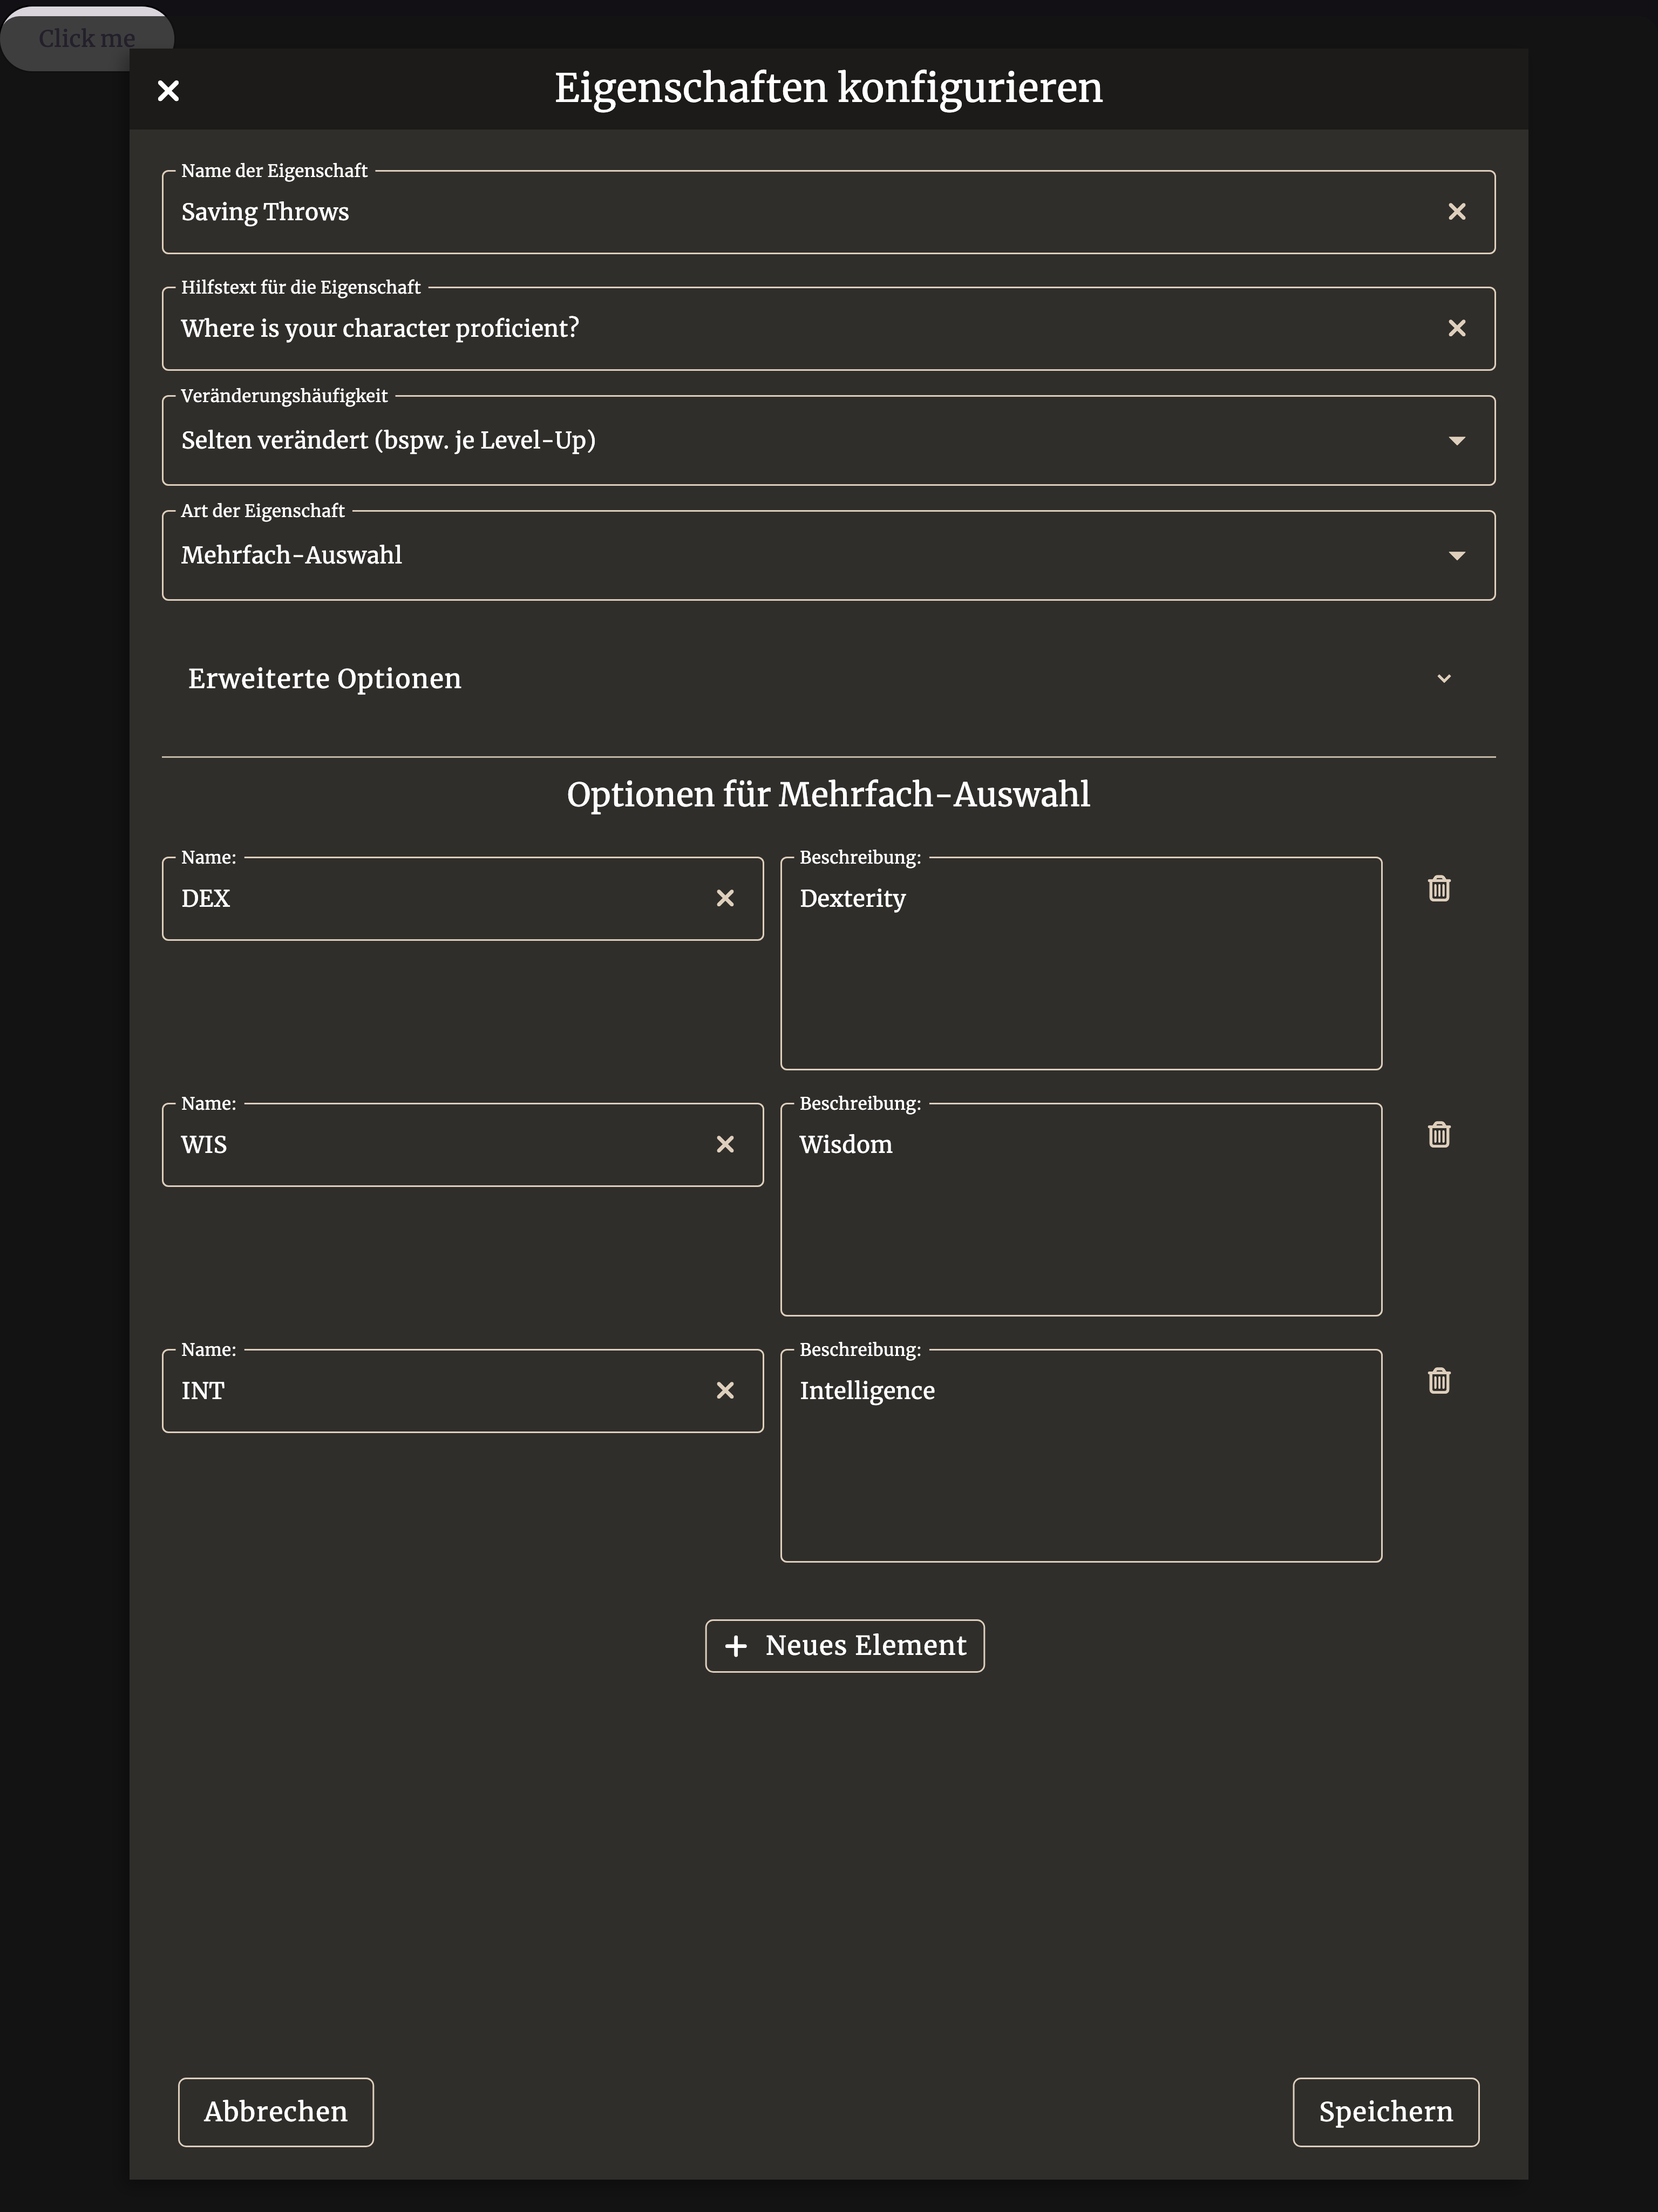 Click me
Eigenschaften konfigurieren
Name der Eigenschaft
Saving Throws
Hilfstext für die Eigenschaft
Where is your character proficient?
Veränderungshäufigkeit
Selten verändert (bspw. je Level-Up)
Art der Eigenschaft
Mehrfach-Auswahl
Erweiterte Optionen
Optionen für Mehrfach-Auswahl
Name:
DEX
Beschreibung:
Dexterity
Name:
WIS
Beschreibung:
Wisdom
Name:
INT
Beschreibung:
Intelligence
Neues Element
Abbrechen
Speichern